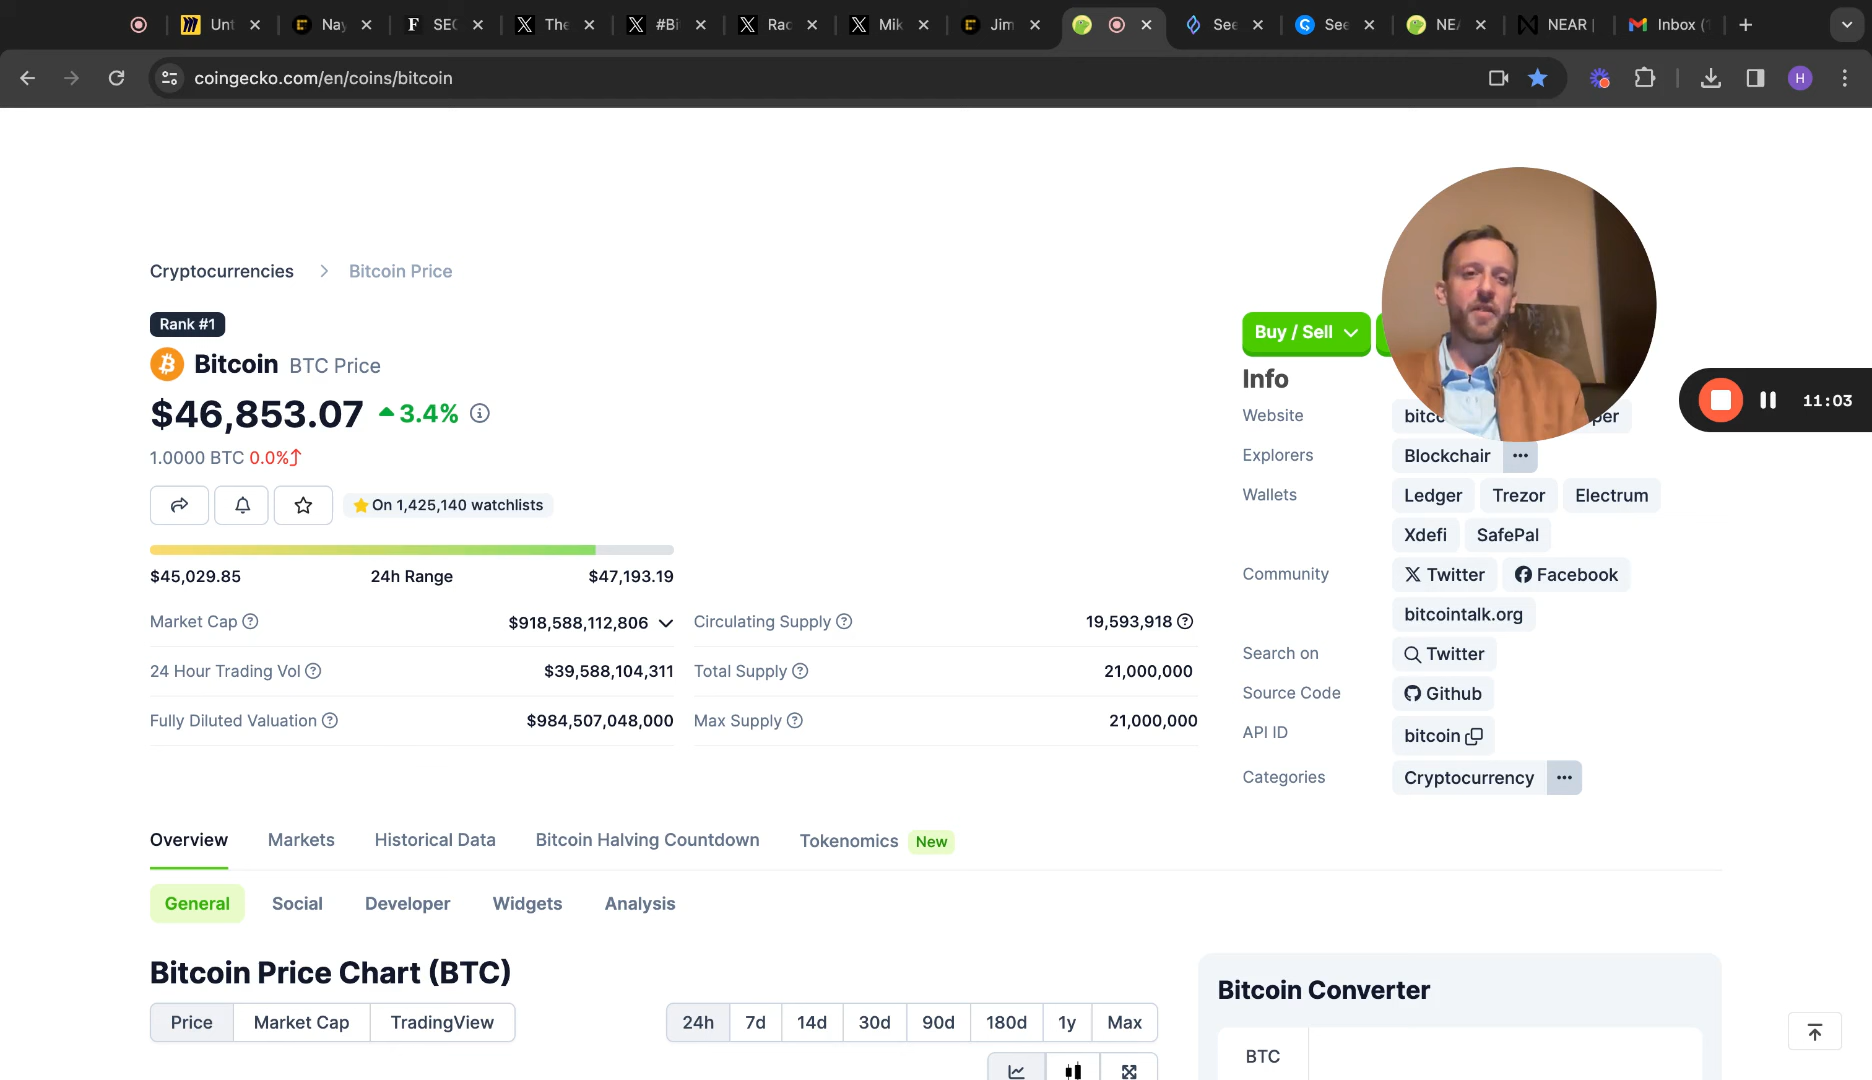 Unt
Nay
SEC
The
#Bi
Rao
Mik
Jim
See
See
NEA
NEAR |
Inbox (1
coingecko.com/en/coins/bitcoin
H
Cryptocurrencies > Bitcoin Price
Rank #1
Bitcoin BTC Price
$46,853.07 3.4%
1.0000 BTC 0.0%
On 1,425,140 watchlists
$45,029.85 24h Range $47,193.19
Market Cap $918,588,112,806
24 Hour Trading Vol $39,588,104,311
Fully Diluted Valuation $984,507,048,000
Circulating Supply 19,593,918
Total Supply 21,000,000
Max Supply 21,000,000
Buy / Sell
Info
Website bitc per
Explorers Blockchair ...
Wallets Ledger Trezor Electrum
Xdefi SafePal
Community Twitter Facebook
bitcointalk.org
Search on Twitter
Source Code Github
API ID bitcoin
Categories Cryptocurrency ...
11:03
Overview Markets Historical Data Bitcoin Halving Countdown Tokenomics New
General Social Developer Widgets Analysis
Bitcoin Price Chart (BTC)
Price Market Cap TradingView
24h 7d 14d 30d 90d 180d 1y Max
Bitcoin Converter
BTC